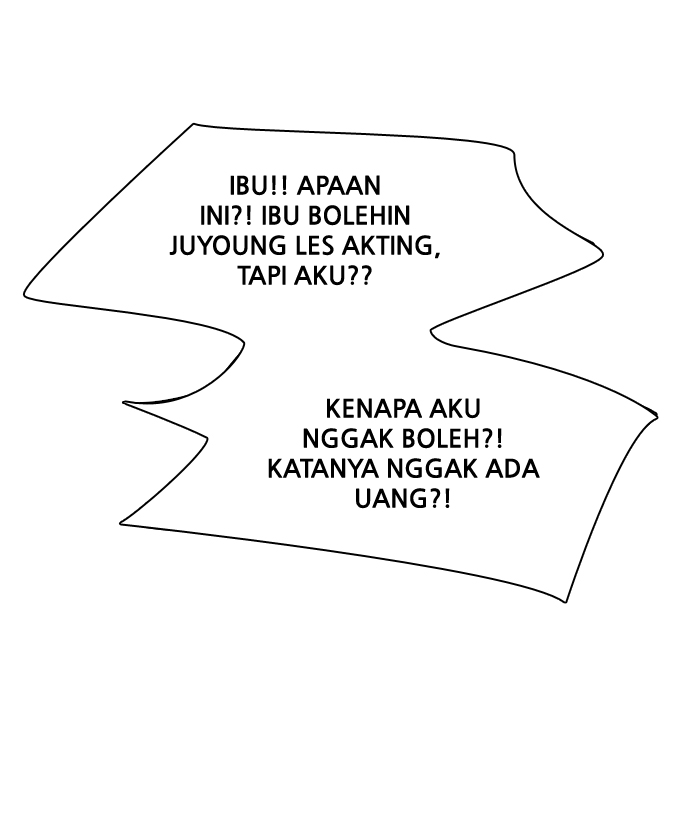 IBU!! APAAN
INI?! IBU BOLEHIN
JUYOUNG LES AKTING,
TAPI AKU??
KENAPA AKU
NGGAK BOLEH?!
KATANYA NGGAK ADA
UANG?!